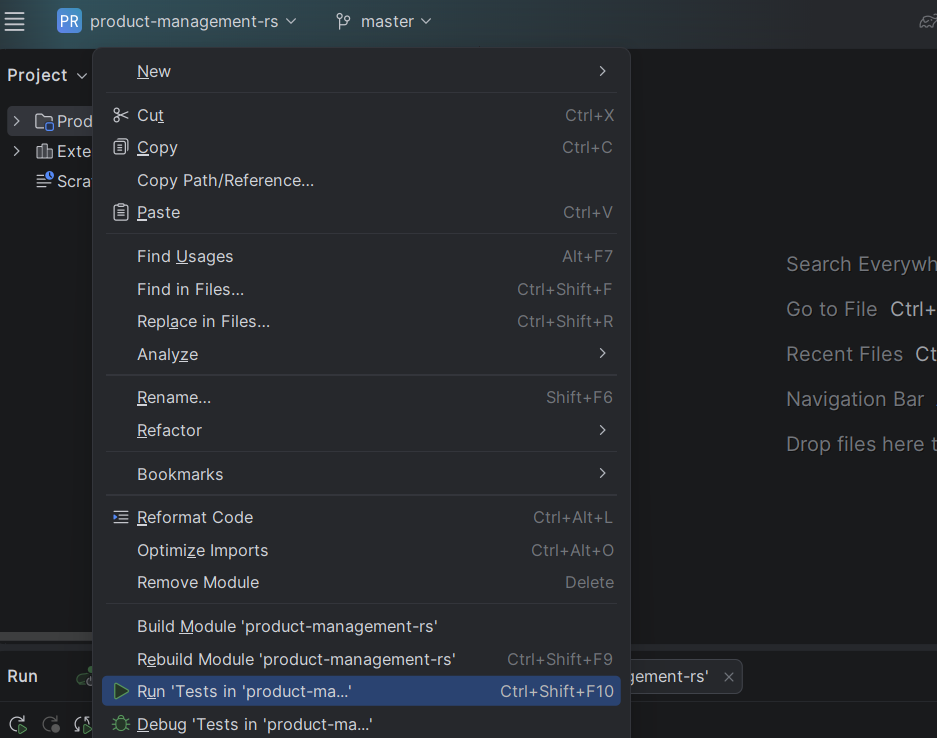 PR product-management-rs master
Project
New
Prod
Cut Ctrl+X
Exte
Copy Ctrl+C
Scra
Copy Path/Reference...
Paste Ctrl+V
Find Usages Alt+F7
Search Everywh
Find in Files... Ctrl+Shift+F
Go to File Ctrl+
Replace in Files... Ctrl+Shift+R
Recent Files Ct
Analyze
Rename... Shift+F6
Navigation Bar
Refactor
Drop files here t
Bookmarks
Reformat Code Ctrl+Alt+L
Optimize Imports Ctrl+Alt+O
Remove Module Delete
Build Module 'product-management-rs'
Rebuild Module 'product-management-rs' Ctrl+Shift+F9
Run
gement-rs'
Run 'Tests in 'product-ma...' Ctrl+Shift+F10
Debug 'Tests in 'product-ma...'